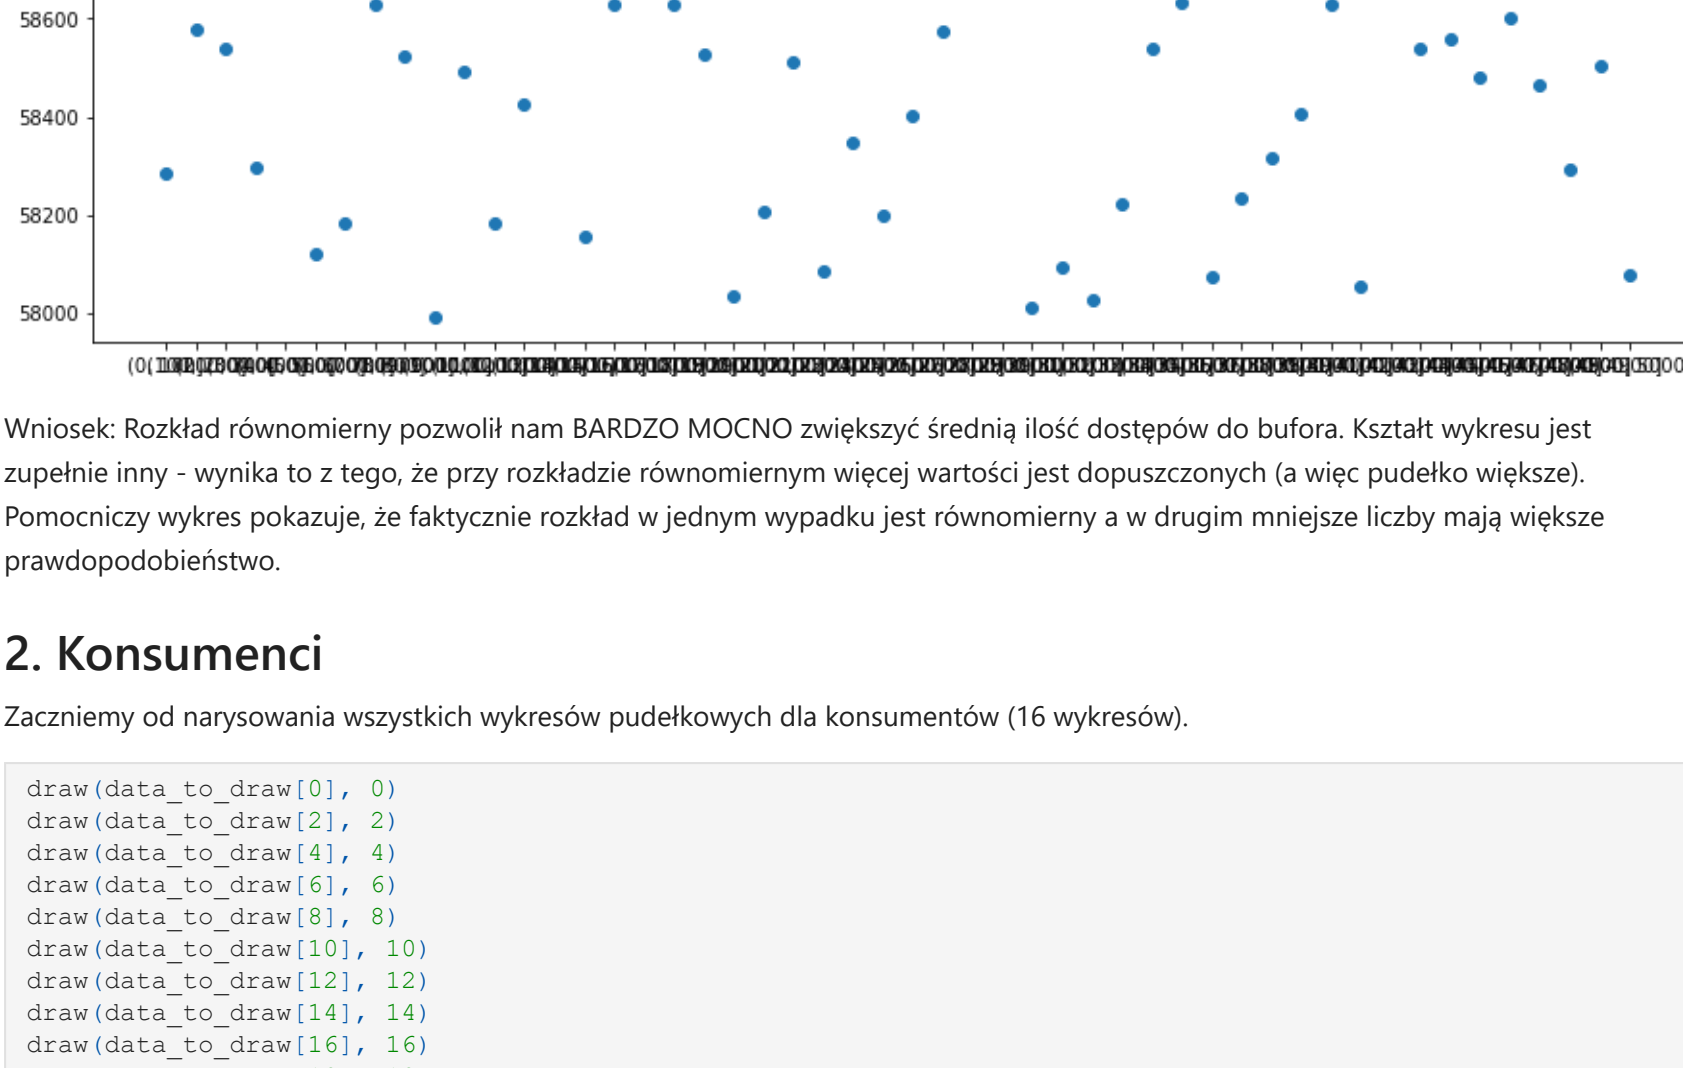 58600
58400
58200
58000
Wniosek: Rozkład równomierny pozwolił nam BARDZO MOCNO zwiększyć średnią ilość dostępów do bufora. Kształt wykresu jest
zupełnie inny - wynika to z tego, że przy rozkładzie równomiernym więcej wartości jest dopuszczonych (a więc pudełko większe).
Pomocniczy wykres pokazuje, że faktycznie rozkład w jednym wypadku jest równomierny a w drugim mniejsze liczby mają większe
prawdopodobieństwo.
2. Konsumenci
Zaczniemy od narysowania wszystkich wykresów pudełkowych dla konsumentów (16 wykresów).
draw(data_to_draw[0], 0)
draw(data_to_draw[2], 2)
draw(data_to_draw[4], 4)
draw(data_to_draw[6], 6)
draw(data_to_draw[8], 8)
draw(data_to_draw[10], 10)
draw(data_to_draw[12], 12)
draw(data_to_draw[14], 14)
draw(data_to_draw[16], 16)